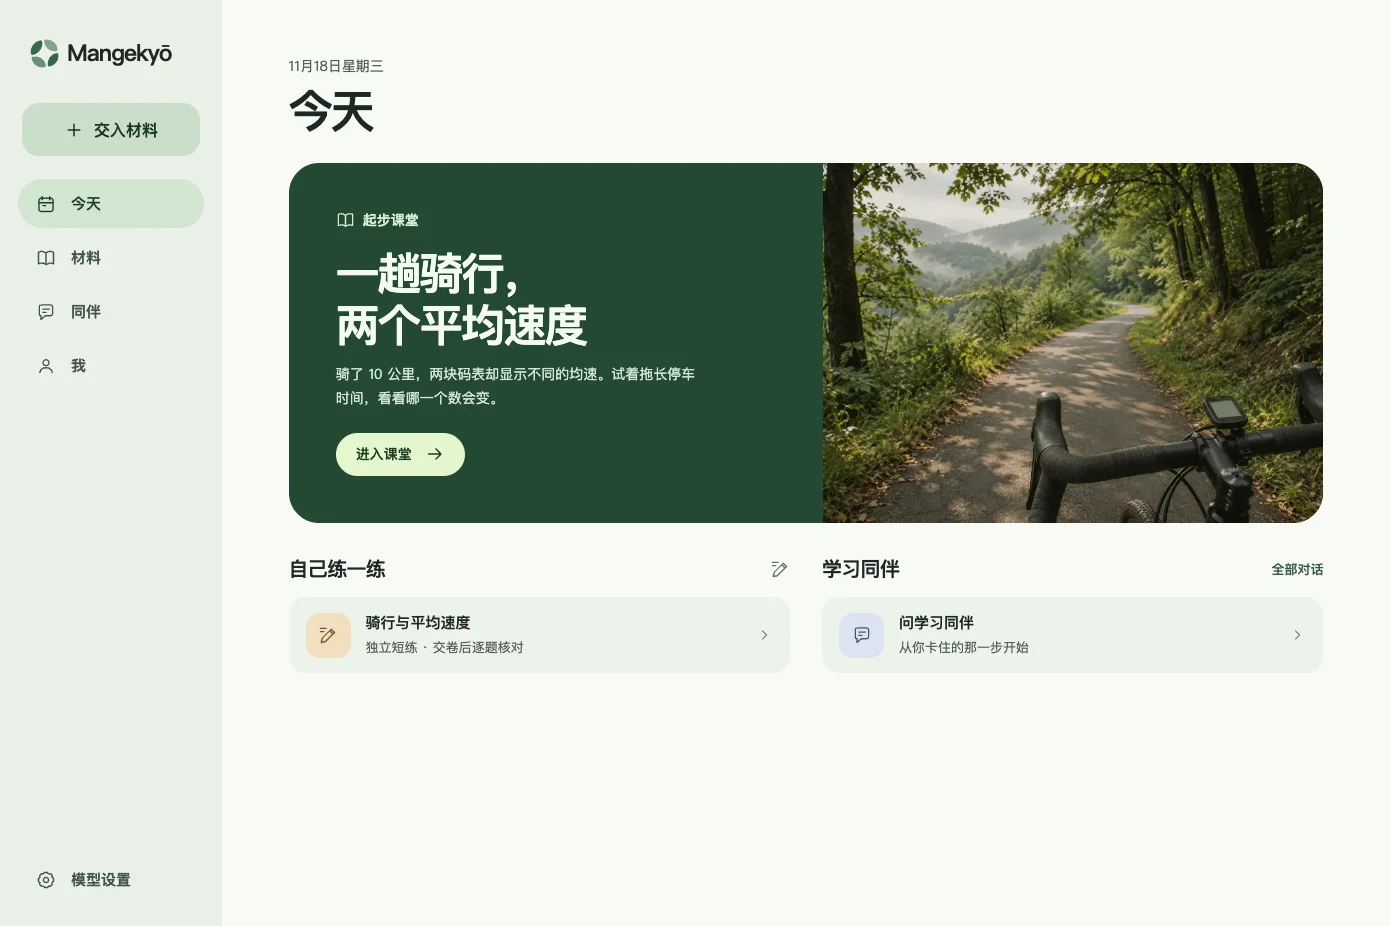 Mangekyō
交入材料
今天
材料
同伴
我
模型设置
11月18日星期三
今天
起步课堂
一趟骑行，
两个平均速度
骑了 10 公里，两块码表却显示不同的均速。试着拖长停车
时间，看看哪一个数会变。
进入课堂
自己练一练
骑行与平均速度
独立短练 · 交卷后逐题核对
学习同伴
全部对话
问学习同伴
从你卡住的那一步开始